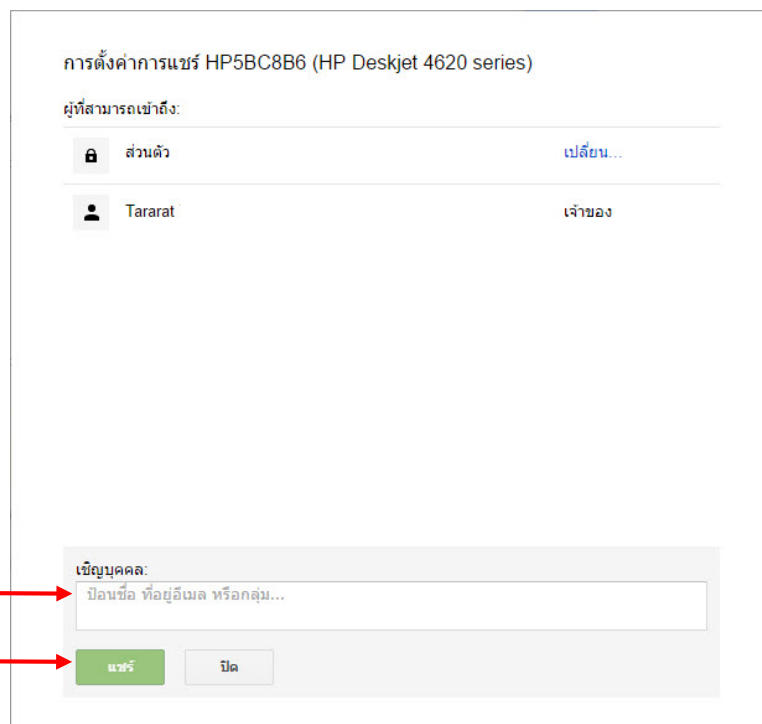 การตั้งค่าการแชร์ HP5BC8B6 (HP Deskjet 4620 series)
ผู้ที่สามารถเข้าถึง:
ส่วนตัว เปลี่ยน...
Tararat เจ้าของ
เชิญบุคคล:
ป้อนชื่อ ที่อยู่อีเมล หรือกลุ่ม...
แชร์ ปิด